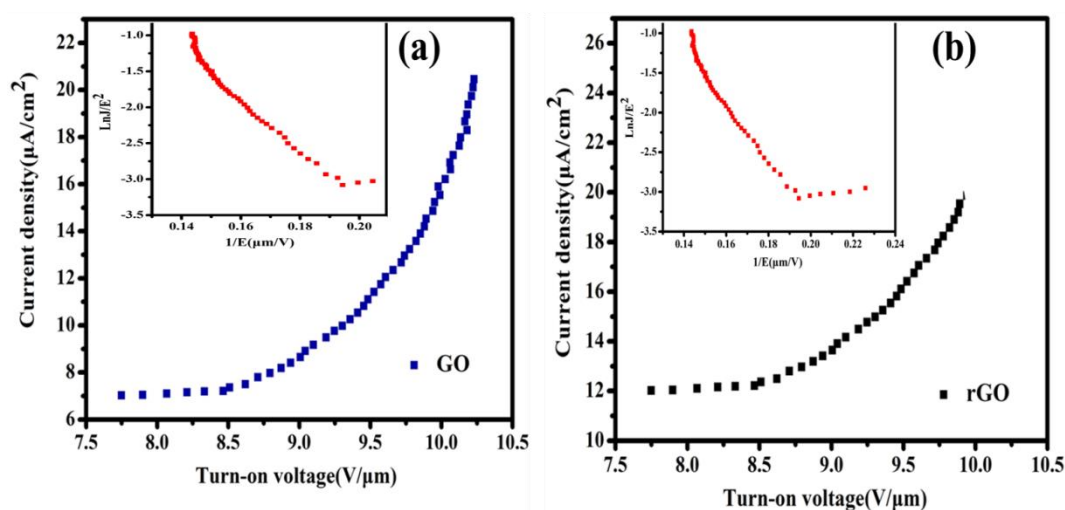 (a)
Current density(μA/cm²)
22
20
18
16
14
12
10
8
6
7.5 8.0 8.5 9.0 9.5 10.0 10.5
Turn-on voltage(V/μm)
GO
LnJ/E²
-1.0
-1.5
-2.0
-2.5
-3.0
-3.5
0.14 0.16 0.18 0.20
1/E(μm/V)
(b)
Current density(μA/cm²)
26
24
22
20
18
16
14
12
10
7.5 8.0 8.5 9.0 9.5 10.0 10.5
Turn-on voltage(V/μm)
rGO
LnJ/E²
-1.0
-1.5
-2.0
-2.5
-3.0
-3.5
0.14 0.16 0.18 0.20 0.22 0.24
1/E(μm/V)